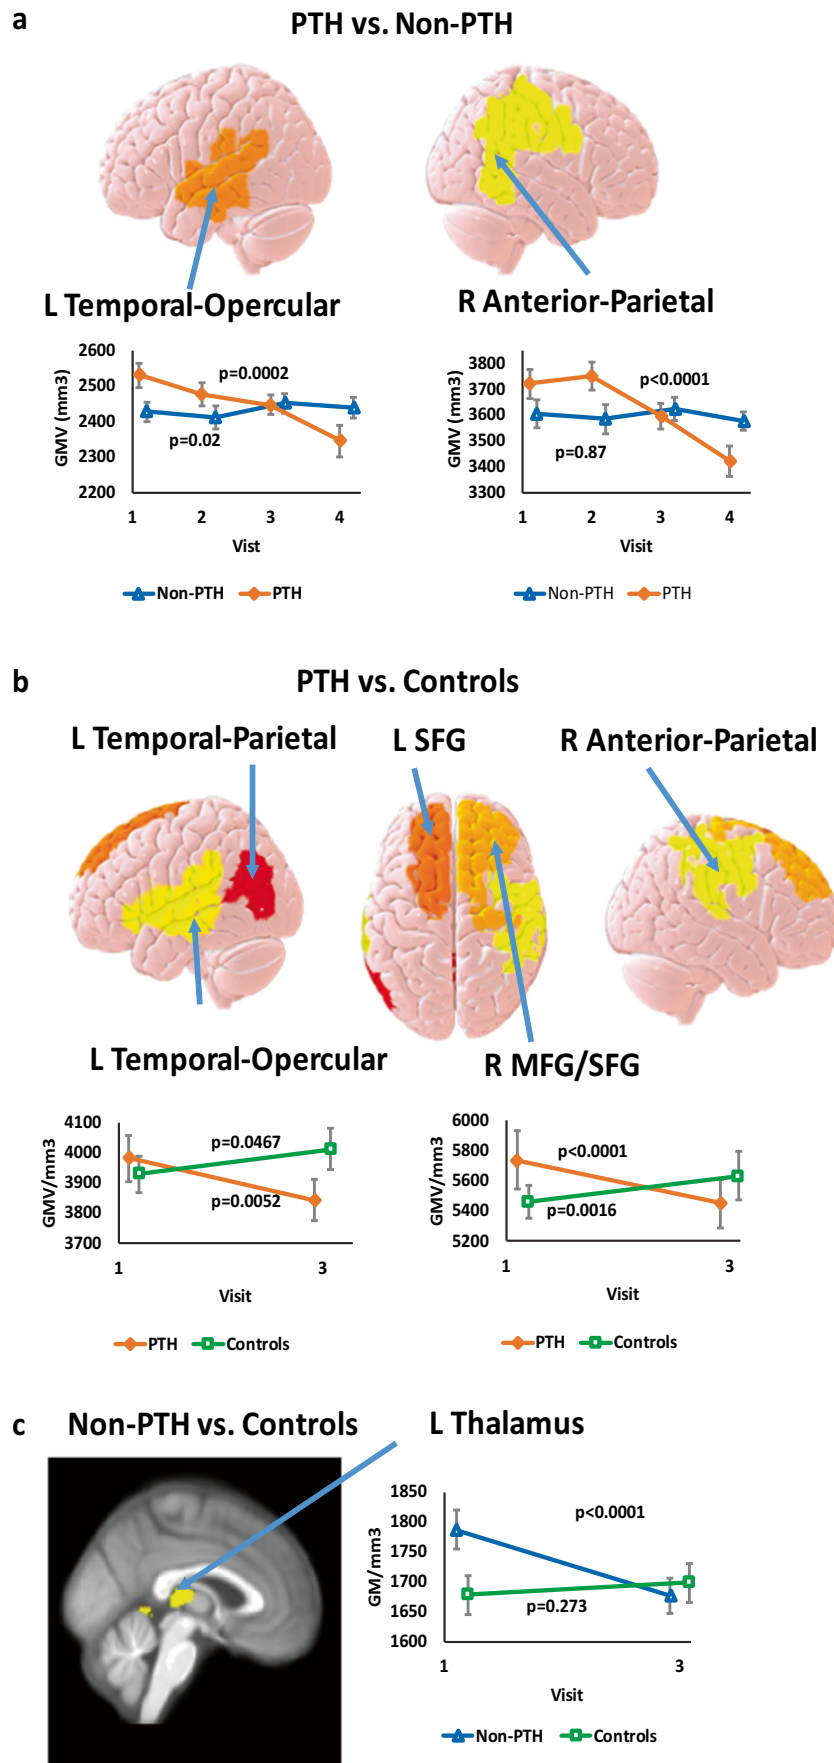 a
PTH vs. Non-PTH
L Temporal-Opercular
R Anterior-Parietal
GMV (mm3)
2600
2500
2400
2300
2200
p=0.0002
p=0.02
1 2 3 4
Vist
Non-PTH PTH
GMV (mm3)
3800
3700
3600
3500
3400
3300
p<0.0001
p=0.87
1 2 3 4
Visit
Non-PTH PTH
b
PTH vs. Controls
L Temporal-Parietal
L SFG
R Anterior-Parietal
L Temporal-Opercular
R MFG/SFG
GMV/mm3
4100
4000
3900
3800
3700
p=0.0467
p=0.0052
1 3
Visit
PTH Controls
GMV/mm3
6000
5800
5600
5400
5200
p<0.0001
p=0.0016
1 3
Visit
PTH Controls
c
Non-PTH vs. Controls
L Thalamus
GM/mm3
1850
1800
1750
1700
1650
1600
p<0.0001
p=0.273
1 3
Visit
Non-PTH Controls